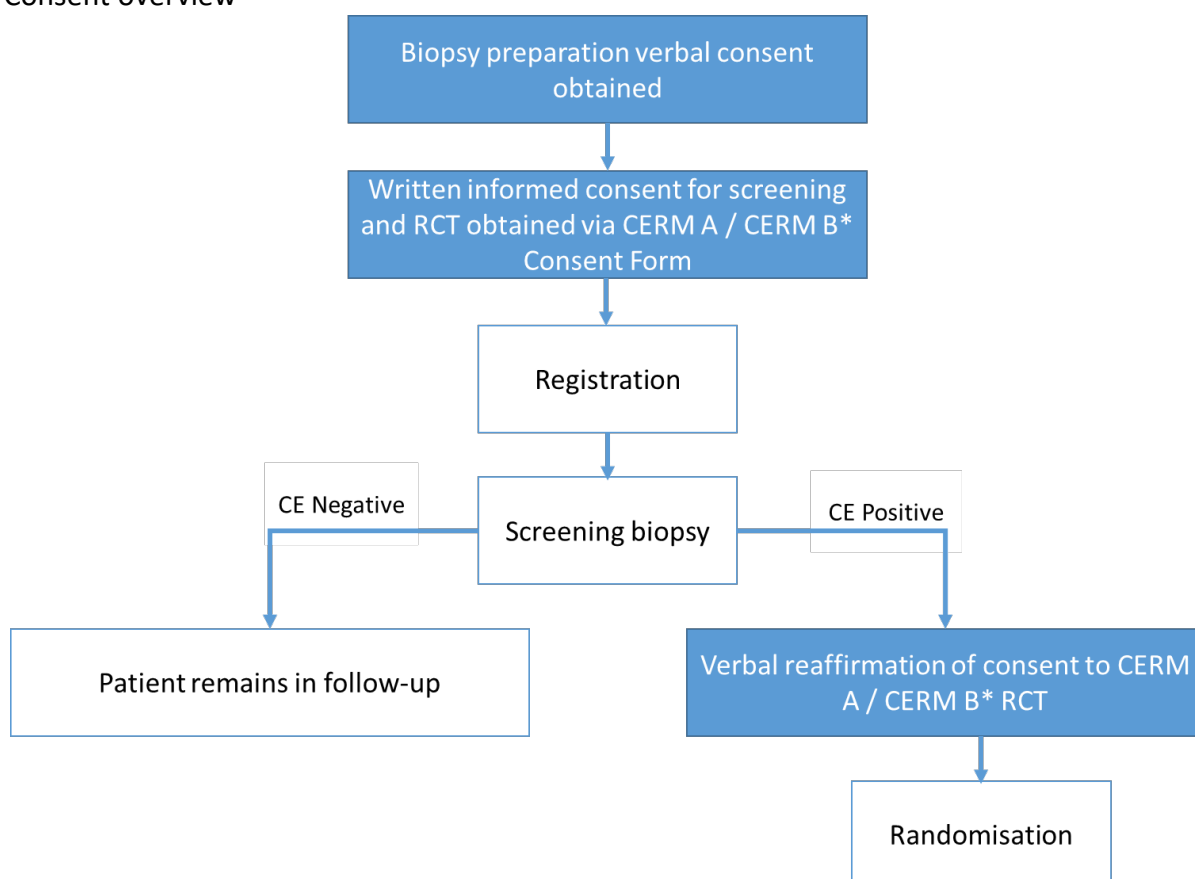 Consent overview
Biopsy preparation verbal consent
obtained
Written informed consent for screening
and RCT obtained via CERM A / CERM B*
Consent Form
Registration
CE Negative
Screening biopsy
CE Positive
Patient remains in follow-up
Verbal reaffirmation of consent to CERM
A / CERM B* RCT
Randomisation